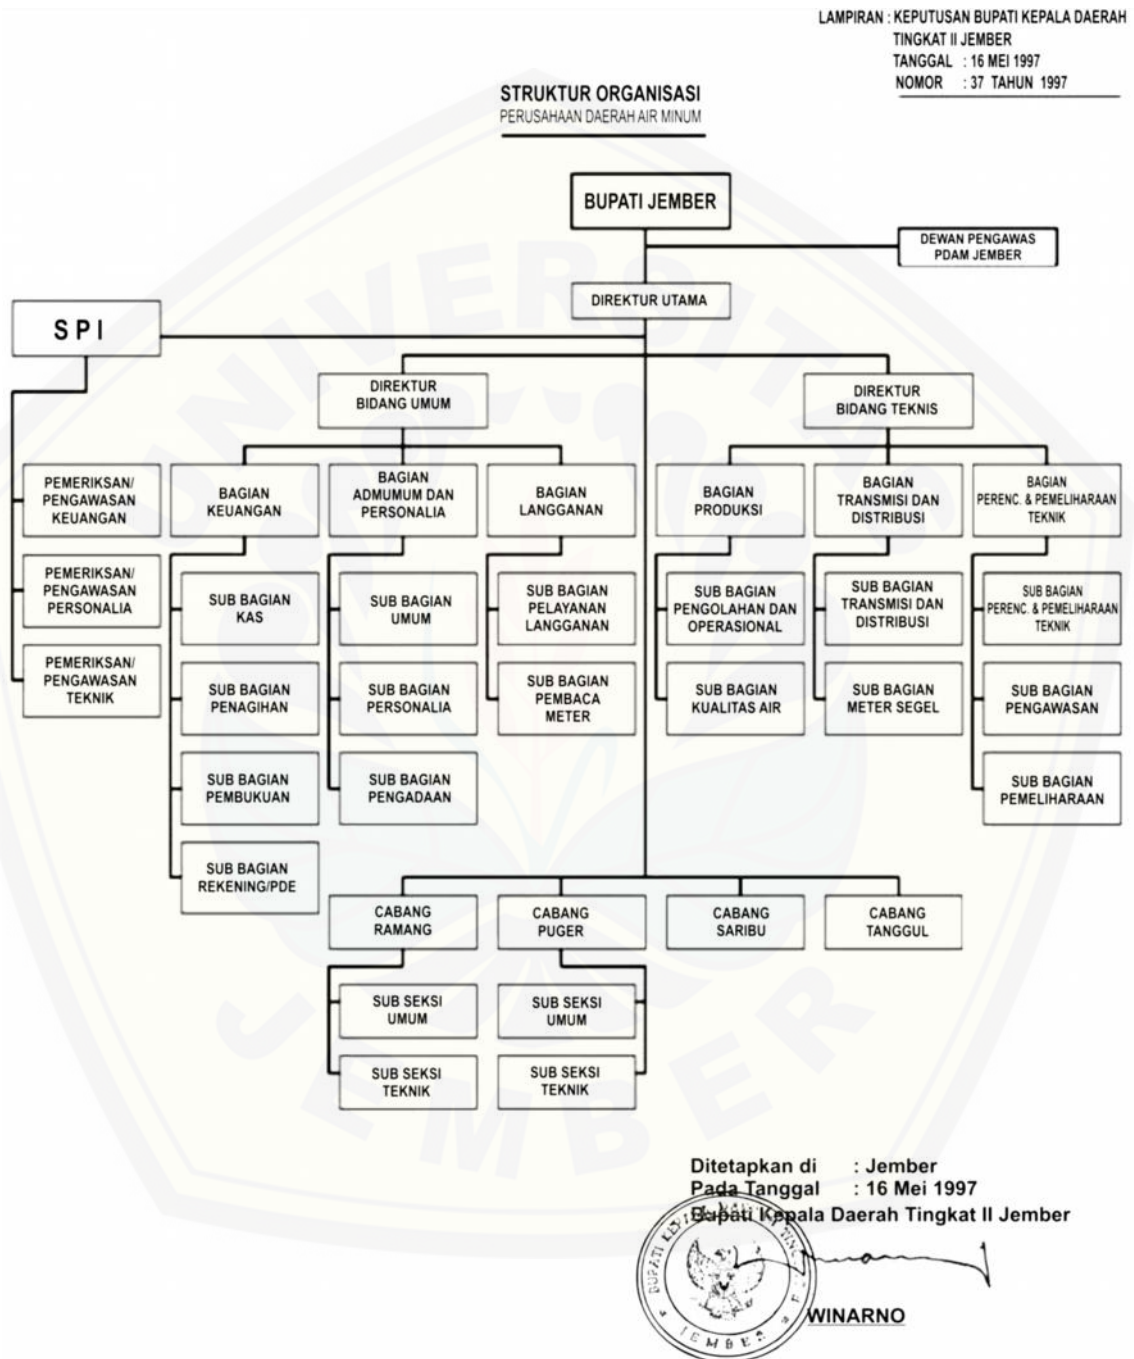 LAMPIRAN : KEPUTUSAN BUPATI KEPALA DAERAH
TINGKAT II JEMBER
TANGGAL : 16 MEI 1997
NOMOR : 37 TAHUN 1997
STRUKTUR ORGANISASI
PERUSAHAAN DAERAH AIR MINUM
BUPATI JEMBER
DEWAN PENGAWAS
PDAM JEMBER
DIREKTUR UTAMA
S P I
DIREKTUR
BIDANG UMUM
DIREKTUR
BIDANG TEKNIS
PEMERIKSAN/
PENGAWASAN
KEUANGAN
BAGIAN
KEUANGAN
BAGIAN
ADMUMUM DAN
PERSONALIA
BAGIAN
LANGGANAN
BAGIAN
PRODUKSI
BAGIAN
TRANSMISI DAN
DISTRIBUSI
BAGIAN
PERENC. & PEMELIHARAAN
TEKNIK
PEMERIKSAN/
PENGAWASAN
PERSONALIA
SUB BAGIAN
KAS
SUB BAGIAN
UMUM
SUB BAGIAN
PELAYANAN
LANGGANAN
SUB BAGIAN
PENGOLAHAN DAN
OPERASIONAL
SUB BAGIAN
TRANSMISI DAN
DISTRIBUSI
SUB BAGIAN
PERENC. & PEMELIHARAAN
TEKNIK
PEMERIKSAN/
PENGAWASAN
TEKNIK
SUB BAGIAN
PENAGIHAN
SUB BAGIAN
PERSONALIA
SUB BAGIAN
PEMBACA
METER
SUB BAGIAN
KUALITAS AIR
SUB BAGIAN
METER SEGEL
SUB BAGIAN
PENGAWASAN
SUB BAGIAN
PEMBUKUAN
SUB BAGIAN
PENGADAAN
SUB BAGIAN
PEMELIHARAAN
SUB BAGIAN
REKENING/PDE
CABANG
RAMANG
CABANG
PUGER
CABANG
SARIBU
CABANG
TANGGUL
SUB SEKSI
UMUM
SUB SEKSI
UMUM
SUB SEKSI
TEKNIK
SUB SEKSI
TEKNIK
UNIVERSITAS
JEMBER
Ditetapkan di : Jember
Pada Tanggal : 16 Mei 1997
Bupati Kepala Daerah Tingkat II Jember
WINARNO
BUPATI
JEMBER